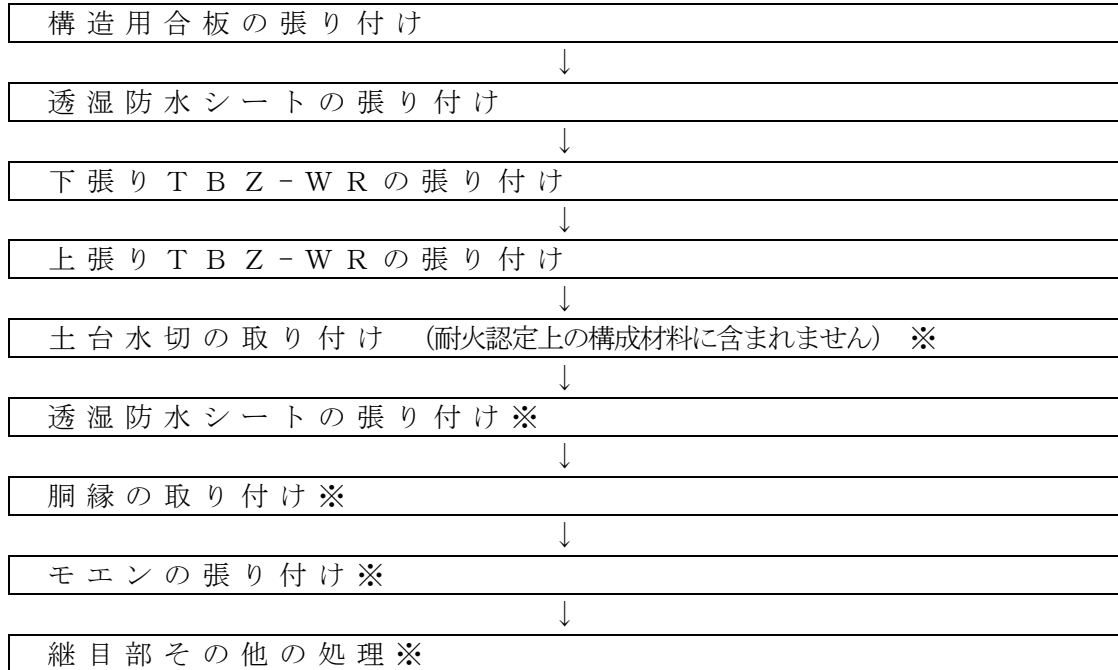 構造用合板の張り付け
↓
透湿防水シートの張り付け
↓
下張りTBZ-WRの張り付け
↓
上張りTBZ-WRの張り付け
↓
土台水切の取り付け (耐火認定上の構成材料に含まれません) ※
↓
透湿防水シートの張り付け※
↓
胴縁の取り付け※
↓
モエンの張り付け※
↓
継目部その他の処理※